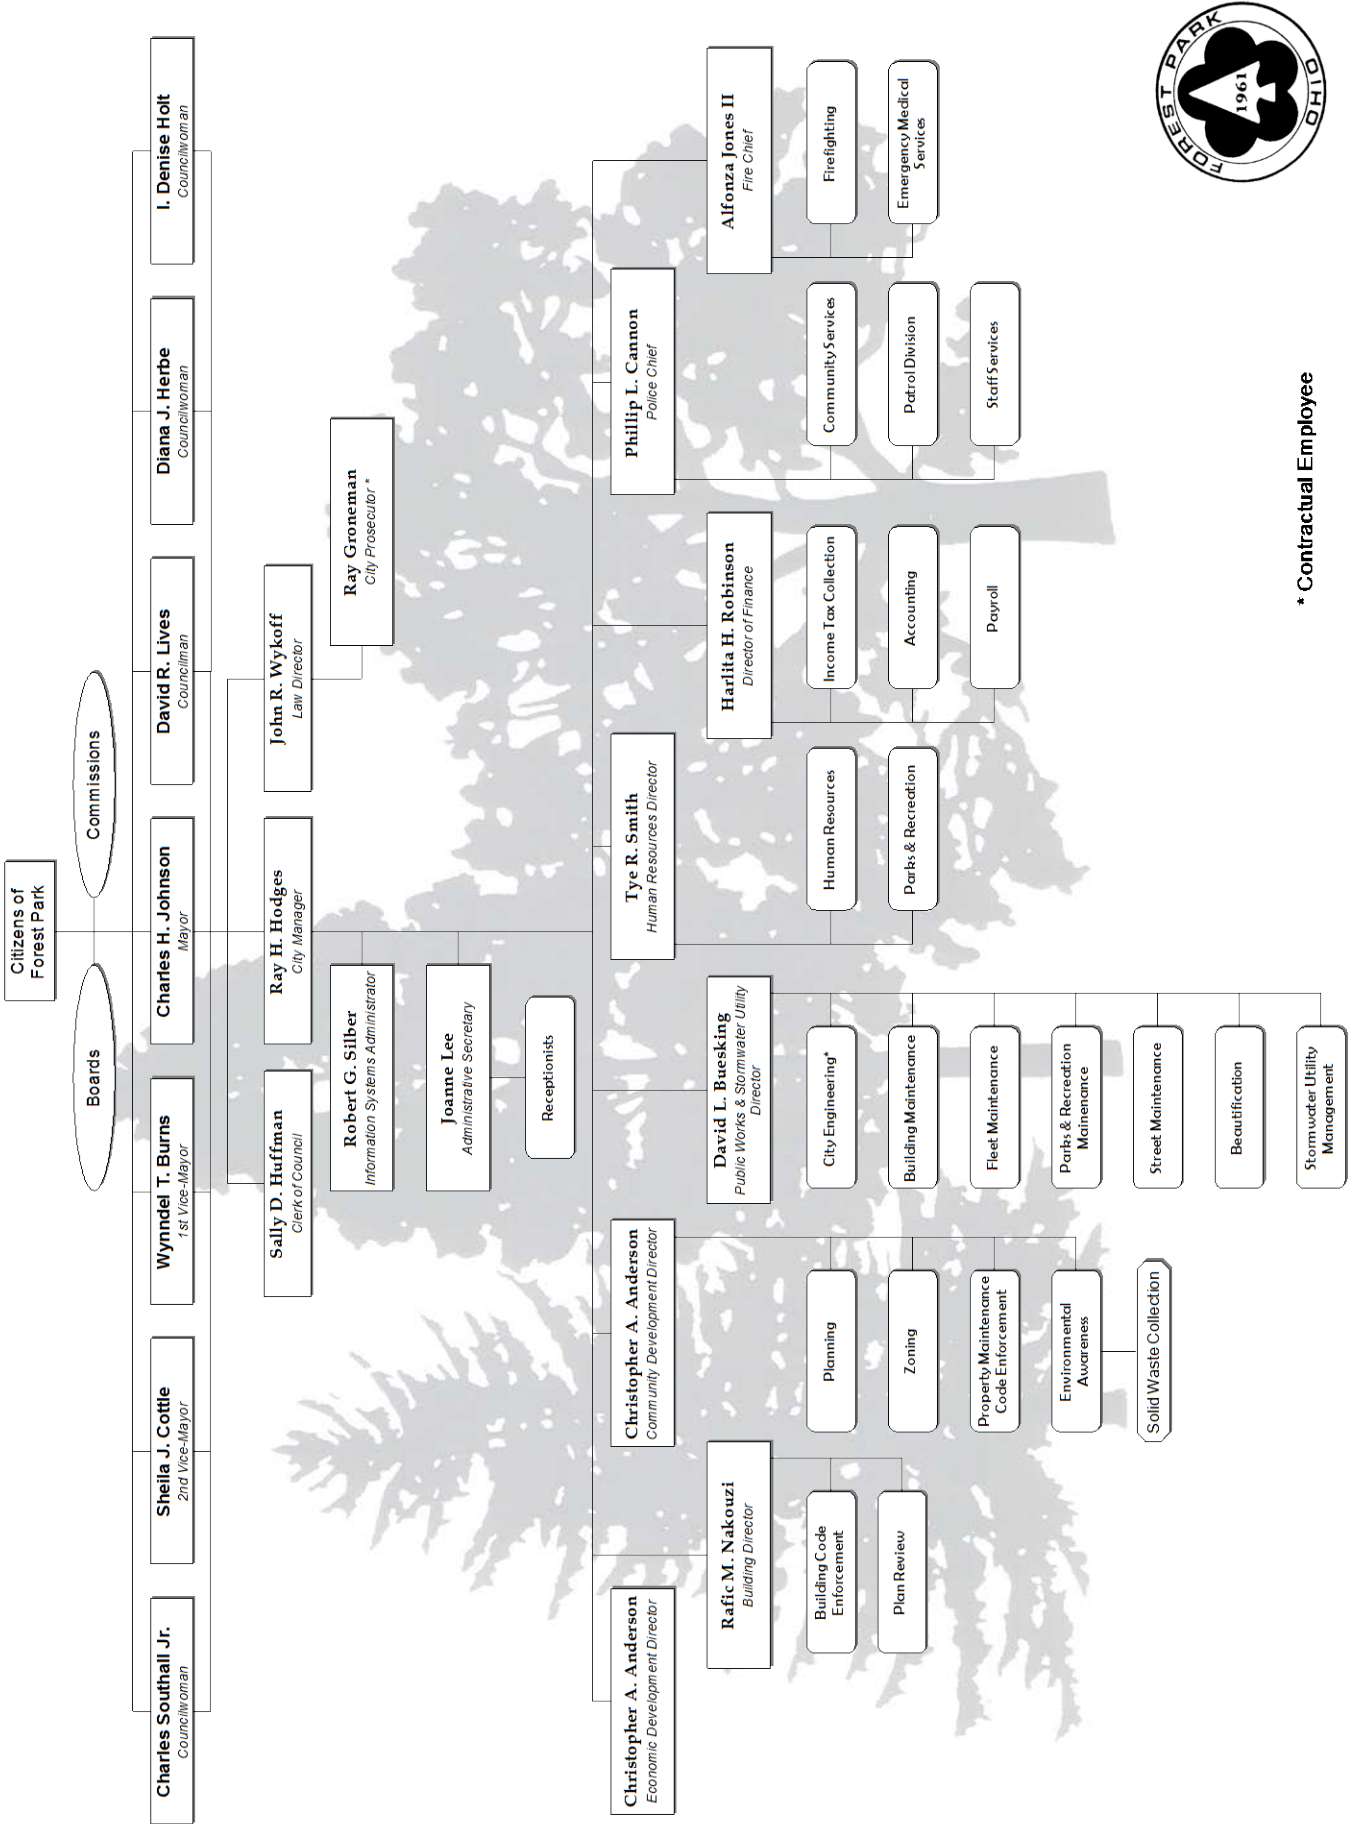 Citizens of
Forest Park
Boards
Commissions
Charles Southall Jr.
Councilwoman
Sheila J. Cottle
2nd Vice-Mayor
Wynndel T. Burns
1st Vice-Mayor
Charles H. Johnson
Mayor
David R. Lives
Councilman
Diana J. Herbe
Councilwoman
I. Denise Holt
Councilwoman
Sally D. Huffman
Clerk of Council
Ray H. Hodges
City Manager
John R. Wykoff
Law Director
Robert G. Silber
Information Systems Administrator
Ray Groneman
City Prosecutor *
Joanne Lee
Administrative Secretary
Receptionists
Christopher A. Anderson
Economic Development Director
Christopher A. Anderson
Community Development Director
Tye R. Smith
Human Resources Director
Phillip L. Cannon
Police Chief
Rafic M. Nakouzi
Building Director
David L. Buesking
Public Works & Stormwater Utility
Director
Harlita H. Robinson
Director of Finance
Alfonza Jones II
Fire Chief
Building Code
Enforcement
Plan Review
Planning
Zoning
Property Maintenance
Code Enforcement
Environmental
Awareness
Solid Waste Collection
City Engineering*
Building Maintenance
Fleet Maintenance
Parks & Recreation
Mainenance
Street Maintenance
Beautification
Stormwater Utility
Management
Human Resources
Parks & Recreation
Income Tax Collection
Accounting
Payroll
Community Services
Patrol Division
Staff Services
Firefighting
Emergency Medical
Services
* Contractual Employee
FOREST PARK
1961
OHIO